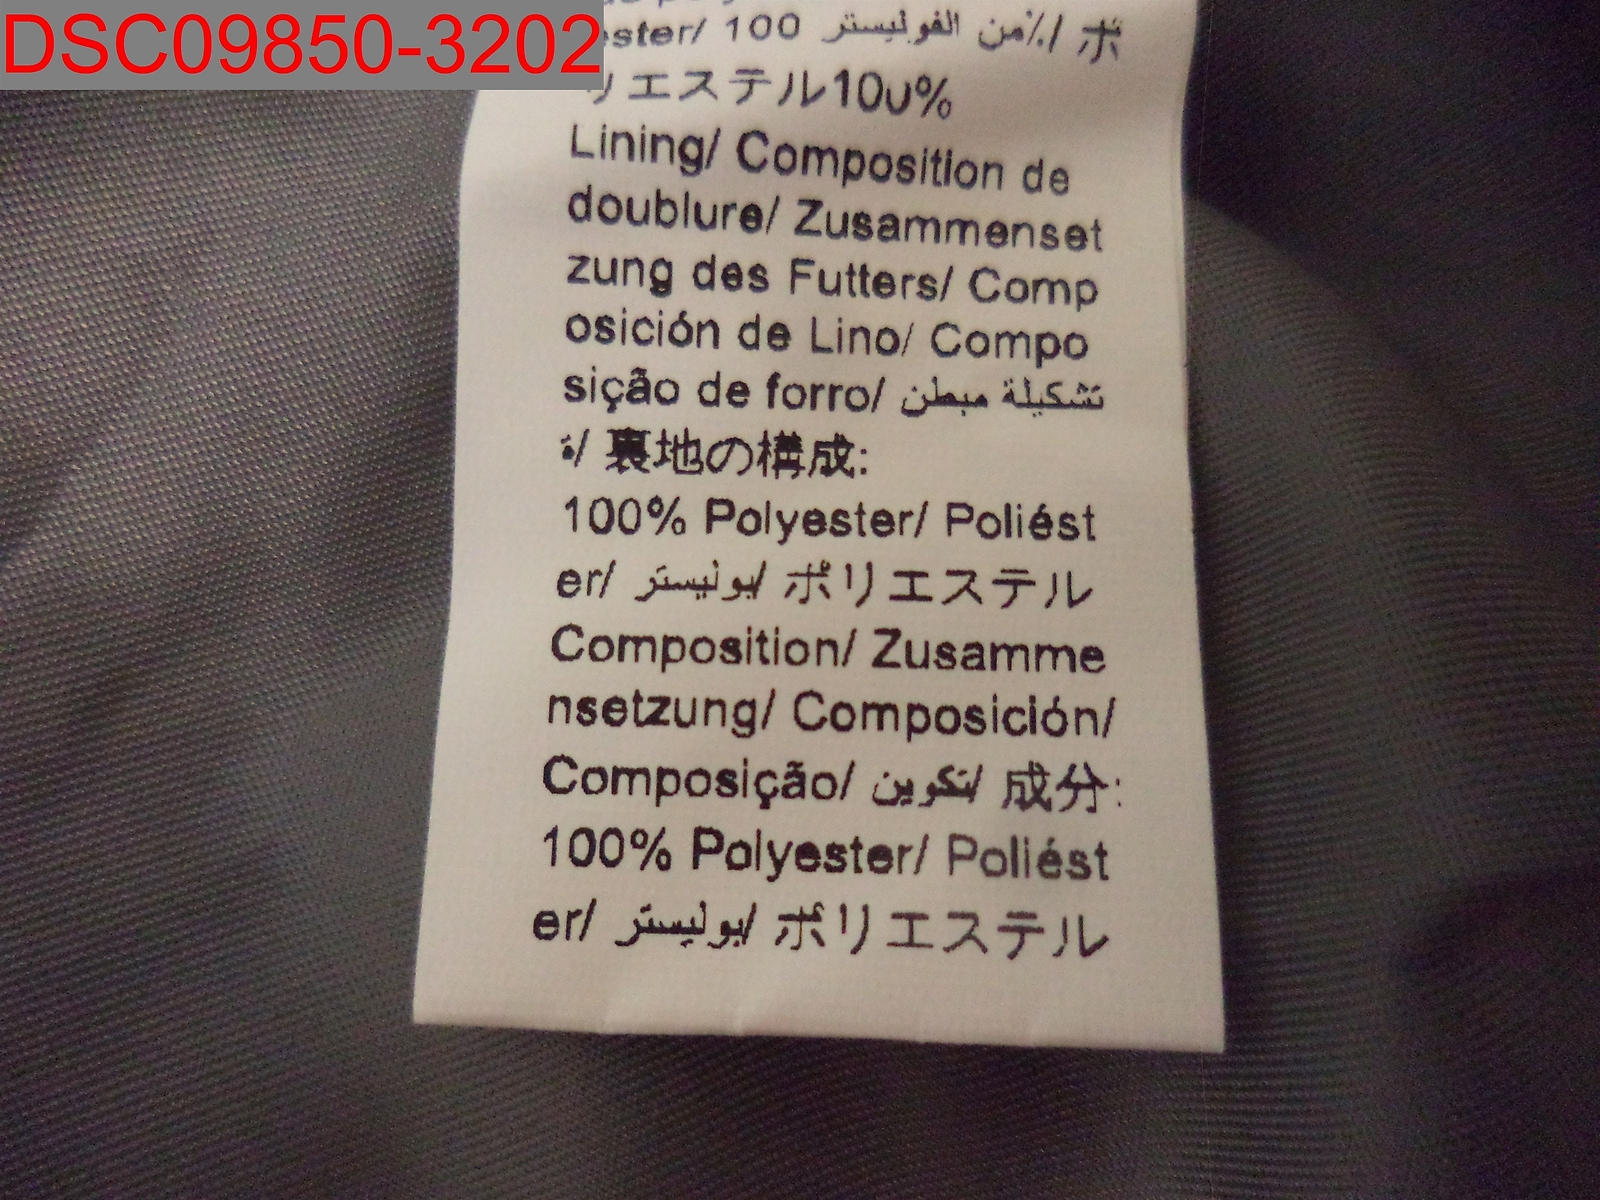 DSC09850-3202
ester/ 100 من الفوليستر٪/ ポ
リエステル100%
Lining/ Composition de
doublure/ Zusammenset
zung des Futters/ Comp
osición de Lino/ Compo
sição de forro/ تشكيلة مبطن
ة/ 裏地の構成:
100% Polyester/ Poliést
er/ بوليستر/ ポリエステル
Composition/ Zusamme
nsetzung/ Composición/
Composição/ تكوين/ 成分:
100% Polyester/ Poliést
er/ بوليستر/ ポリエステル